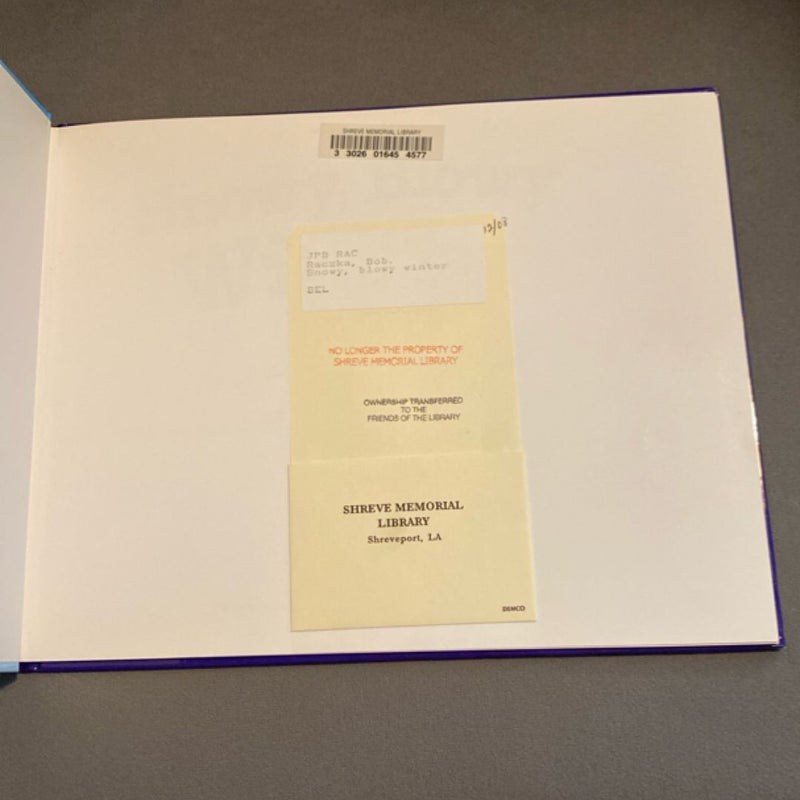 SHREVE MEMORIAL LIBRARY
3 3026 01645 4577
12/08
JPB RAC
Raczka, Bob.
Snowy, blowy winter
BEL
NO LONGER THE PROPERTY OF
SHREVE MEMORIAL LIBRARY
OWNERSHIP TRANSFERRED
TO THE
FRIENDS OF THE LIBRARY
SHREVE MEMORIAL
LIBRARY
Shreveport, LA
DEMCO